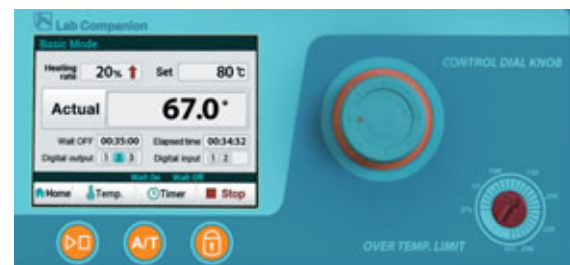 Lab Companion
Basic Mode
Heating rate 20% Set 80 ℃
Actual 67.0°
Wait OFF 00:35:00 Elapsed time 00:34:32
Digital output 1 2 3 Digital input 1 2
Wait On Wait Off
Home Temp. Timer Stop
A/T
CONTROL DIAL KNOB
OVER TEMP. LIMIT